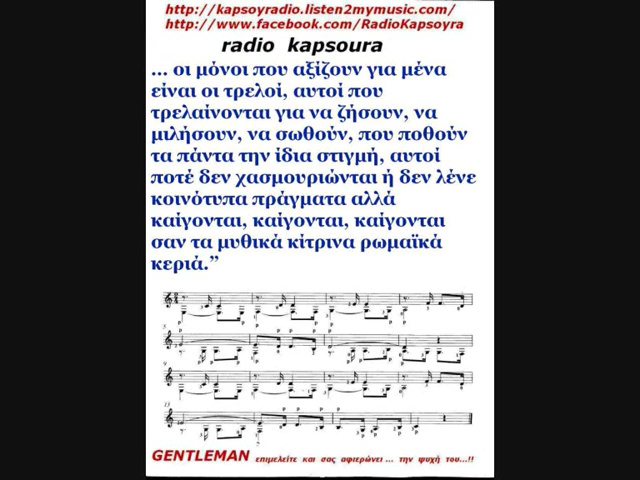 http://kapsoyradio.listen2mymusic.com/
http://www.facebook.com/RadioKapsoyra
radio kapsoura
... οι μόνοι που αξίζουν για μένα
είναι οι τρελοί, αυτοί που
τρελαίνονται για να ζήσουν, να
μιλήσουν, να σωθούν, που ποθούν
τα πάντα την ίδια στιγμή, αυτοί
ποτέ δεν χασμουριώνται ή δεν λένε
κοινότυπα πράγματα αλλά
καίγονται, καίγονται, καίγονται
σαν τα μυθικά κίτρινα ρωμαϊκά
κεριά.”
GENTLEMAN επιμελείτε και σας αφιερώνει ... την ψυχή του...!!